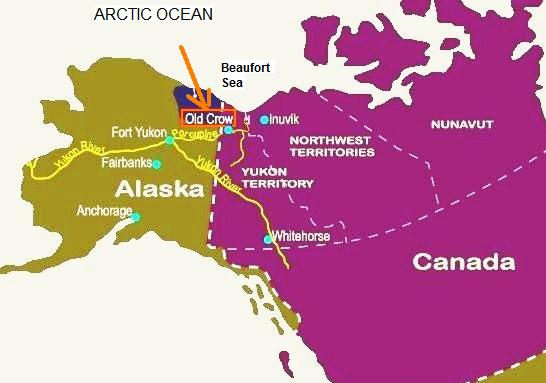 ARCTIC OCEAN
Beaufort
Sea
Old Crow
Inuvik
Fort Yukon
Porcupine
NUNAVUT
NORTHWEST
TERRITORIES
Yukon River
Fairbanks
YUKON
TERRITORY
Yukon River
Alaska
Anchorage
Whitehorse
Canada